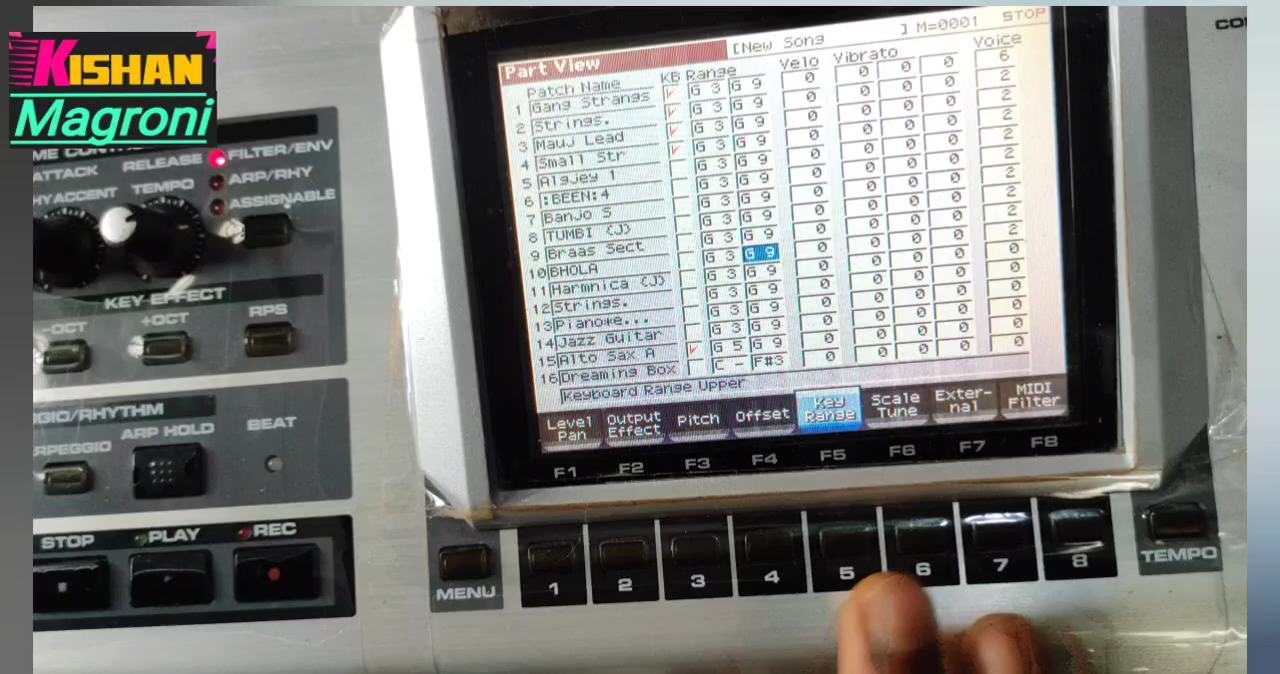 KISHAN
Magroni
RELEASE
FILTER/ENV
ATTACK
ARP/RHY
ACCENT
TEMPO
ASSIGNABLE
KEY EFFECT
-OCT
+OCT
RPS
GIO/RHYTHM
ARP HOLD
BEAT
RPEGGIO
STOP
PLAY
REC
Part View
[New Song ] M=0001 STOP
Patch Name KB Range Velo Vibrato Voice
1 Gang Strangs ✓ G 3 G 9 0 0 0 0 6
2 Strings. ✓ G 3 G 9 0 0 0 0 2
3 MauJ Lead ✓ G 3 G 9 0 0 0 0 2
4 Small Str ✓ G 3 G 9 0 0 0 0 2
5 Algjey 1 G 3 G 9 0 0 0 0 2
6 :BEEN:4 G 3 G 9 0 0 0 0 2
7 Banjo S G 3 G 9 0 0 0 0 2
8 TUMBI (J) G 3 G 9 0 0 0 0 2
9 Braas Sect G 3 G 9 0 0 0 0 2
10 BHOLA G 3 G 9 0 0 0 0 2
11 Harmnica (J) G 3 G 9 0 0 0 0 0
12 Strings. G 3 G 9 0 0 0 0 0
13 Piano*e... G 3 G 9 0 0 0 0 0
14 Jazz Guitar G 3 G 9 0 0 0 0 0
15 Alto Sax A ✓ G 5 G 9 0 0 0 0 0
16 Dreaming Box C - F#3 0 0 0 0 0
Keyboard Range Upper
Level Pan Output Effect Pitch Offset Key Range Scale Tune Exter-nal MIDI Filter
F1 F2 F3 F4 F5 F6 F7 F8
MENU 1 2 3 4 5 6 7 8 TEMPO